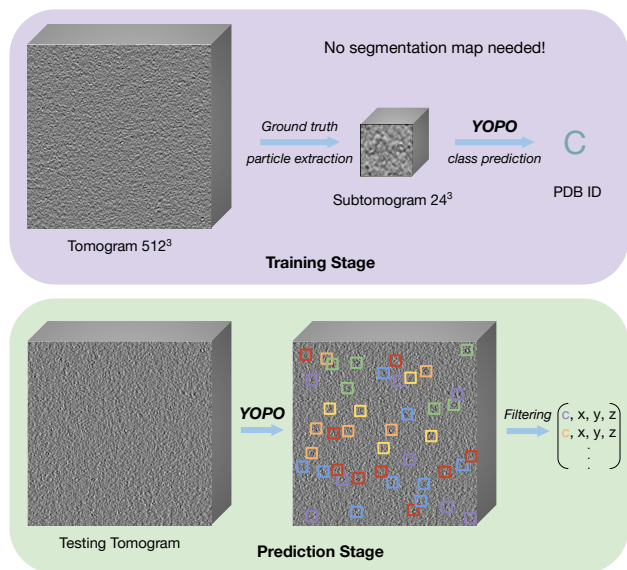 No segmentation map needed!
Ground truth
particle extraction
YOPO
class prediction
C
Subtomogram 24³
PDB ID
Tomogram 512³
Training Stage
YOPO
Filtering
C, x, y, z
C, x, y, z
.
.
.
Testing Tomogram
Prediction Stage